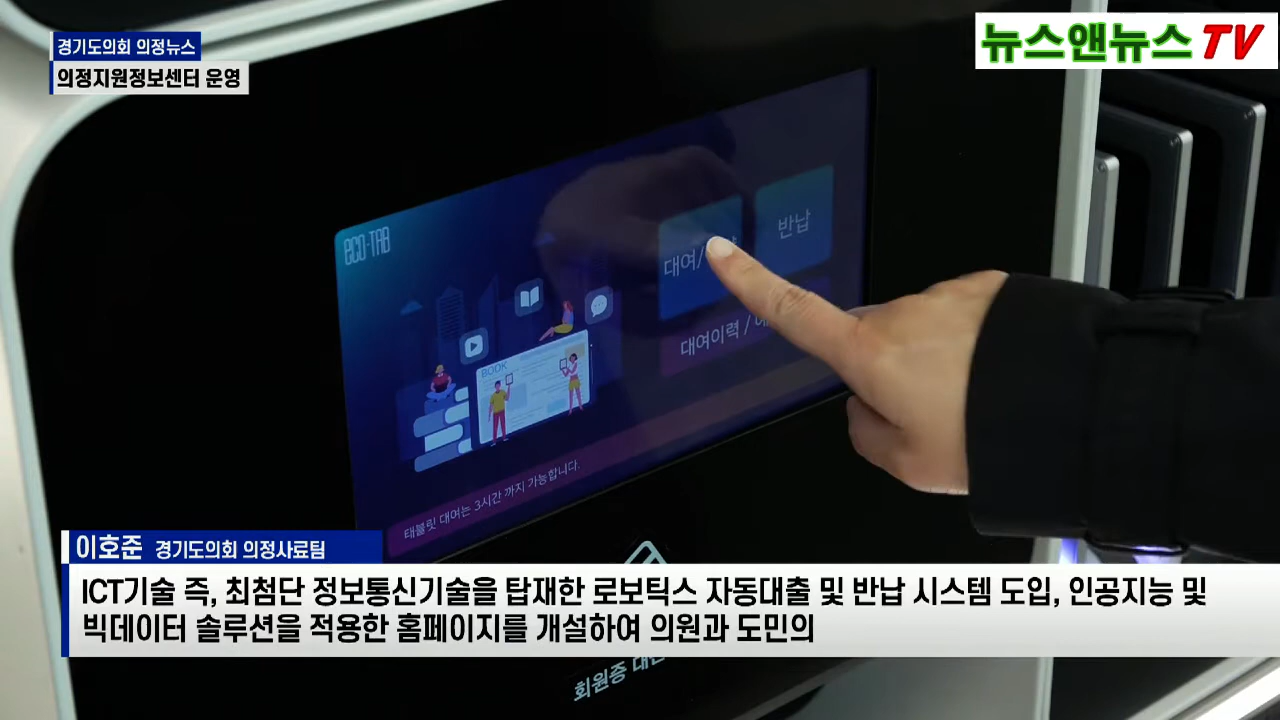 경기도의회 의정뉴스
의정지원정보센터 운영
뉴스앤뉴스 TV
eco-TAB
반납
대여/
대여이력 /
BOOK
태블릿 대여는 3시간 까지 가능합니다.
이호준 경기도의회 의정사료팀
ICT기술 즉, 최첨단 정보통신기술을 탑재한 로보틱스 자동대출 및 반납 시스템 도입, 인공지능 및
빅데이터 솔루션을 적용한 홈페이지를 개설하여 의원과 도민의
회원증